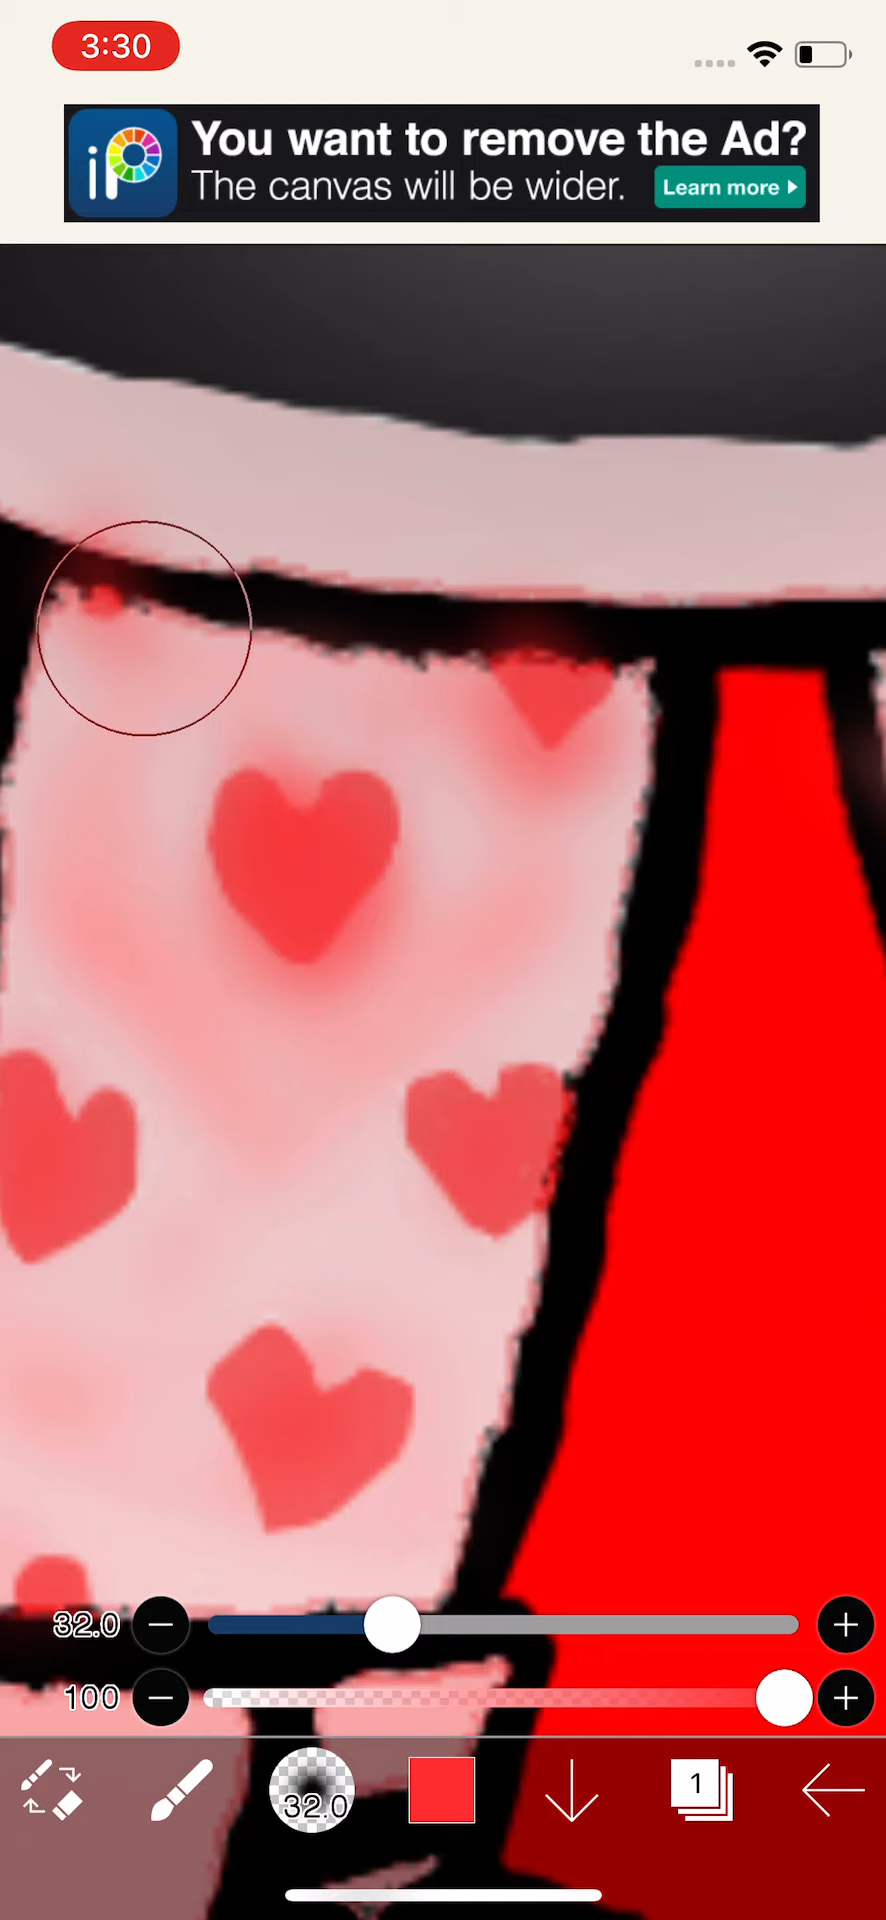 3:30
iP
You want to remove the Ad?
The canvas will be wider.
Learn more
32.0
100
32.0
1